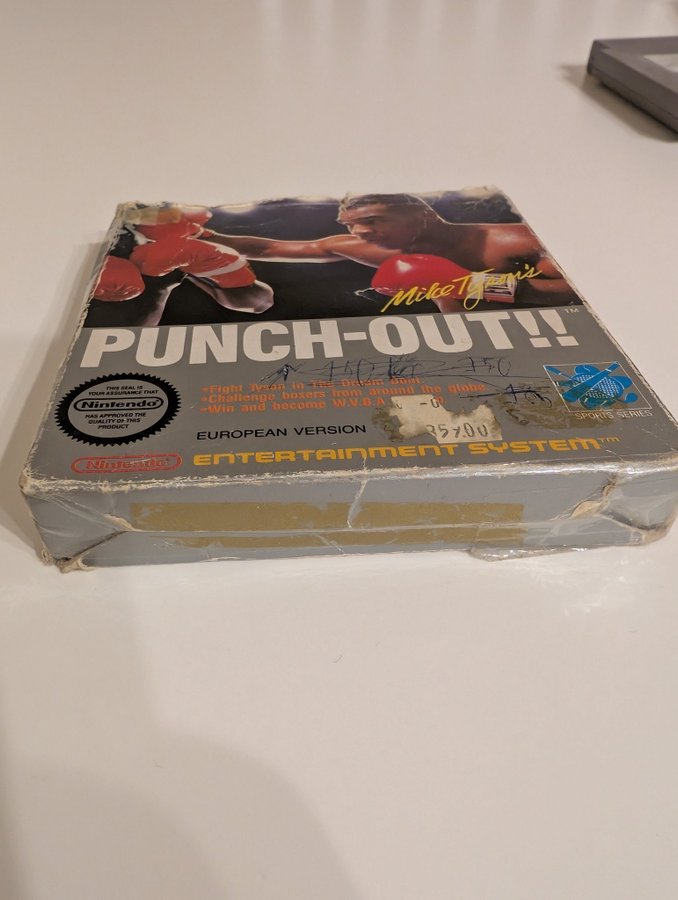 Mike Tyson's
PUNCH-OUT!!™
•Fight Tyson in The Dream Bout.
•Challenge boxers from around the globe.
•Win and become W.V.B.A.
THIS SEAL IS
YOUR ASSURANCE THAT
Nintendo
HAS APPROVED THE
QUALITY OF THIS
PRODUCT
SPORTS SERIES
EUROPEAN VERSION
Nintendo
ENTERTAINMENT SYSTEM™